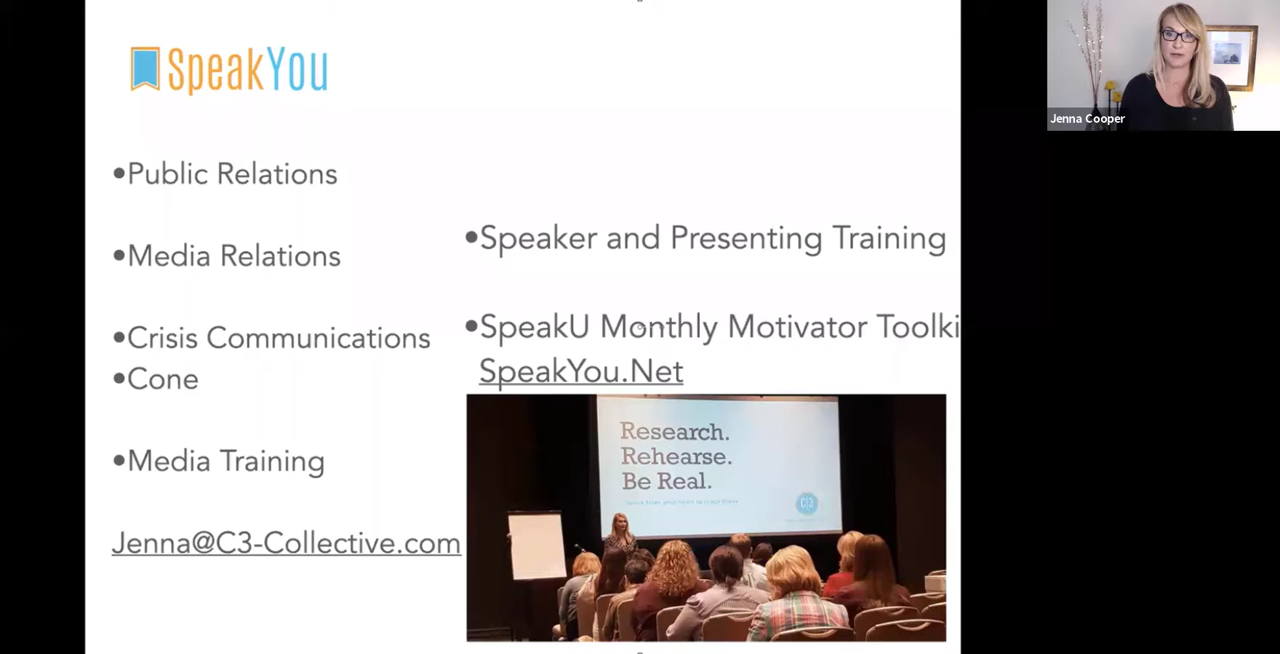 SpeakYou
•Public Relations
•Media Relations
•Crisis Communications
•Cone
•Media Training
Jenna@C3-Collective.com
•Speaker and Presenting Training
•SpeakU Monthly Motivator Toolki
SpeakYou.Net
Research.
Rehearse.
Be Real.
C3
Jenna Cooper